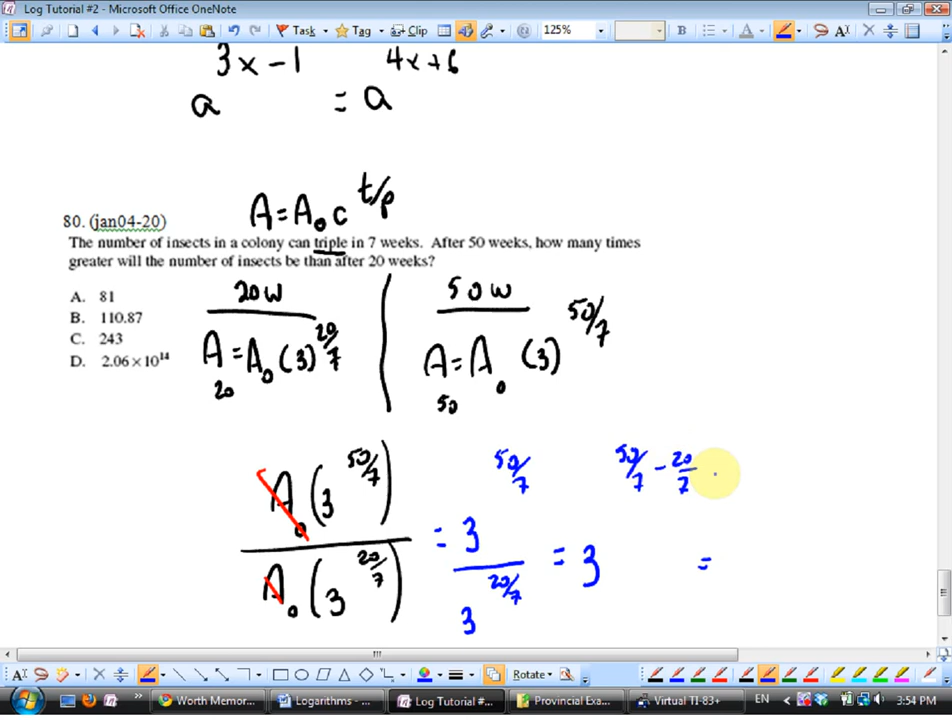 Log Tutorial #2 - Microsoft Office OneNote
Task Tag Clip 125% B
3x - 1 4x + 6
a = a
A = A₀ c ^ t/p
80. (jan04-20)
The number of insects in a colony can triple in 7 weeks. After 50 weeks, how many times
greater will the number of insects be than after 20 weeks?
A. 81
B. 110.87
C. 243
D. 2.06 × 10¹⁴
20 W 50 W
A₂₀ = A₀ (3)^20/7 A₅₀ = A₀ (3)^50/7
A₀ (3^50/7) = 3^50/7 = 3^50/7 - 20/7 =
A₀ (3^20/7) 3^20/7
Rotate
Worth Memor... Logarithms - ... Log Tutorial #... Provincial Exa... Virtual TI-83+ EN 3:54 PM